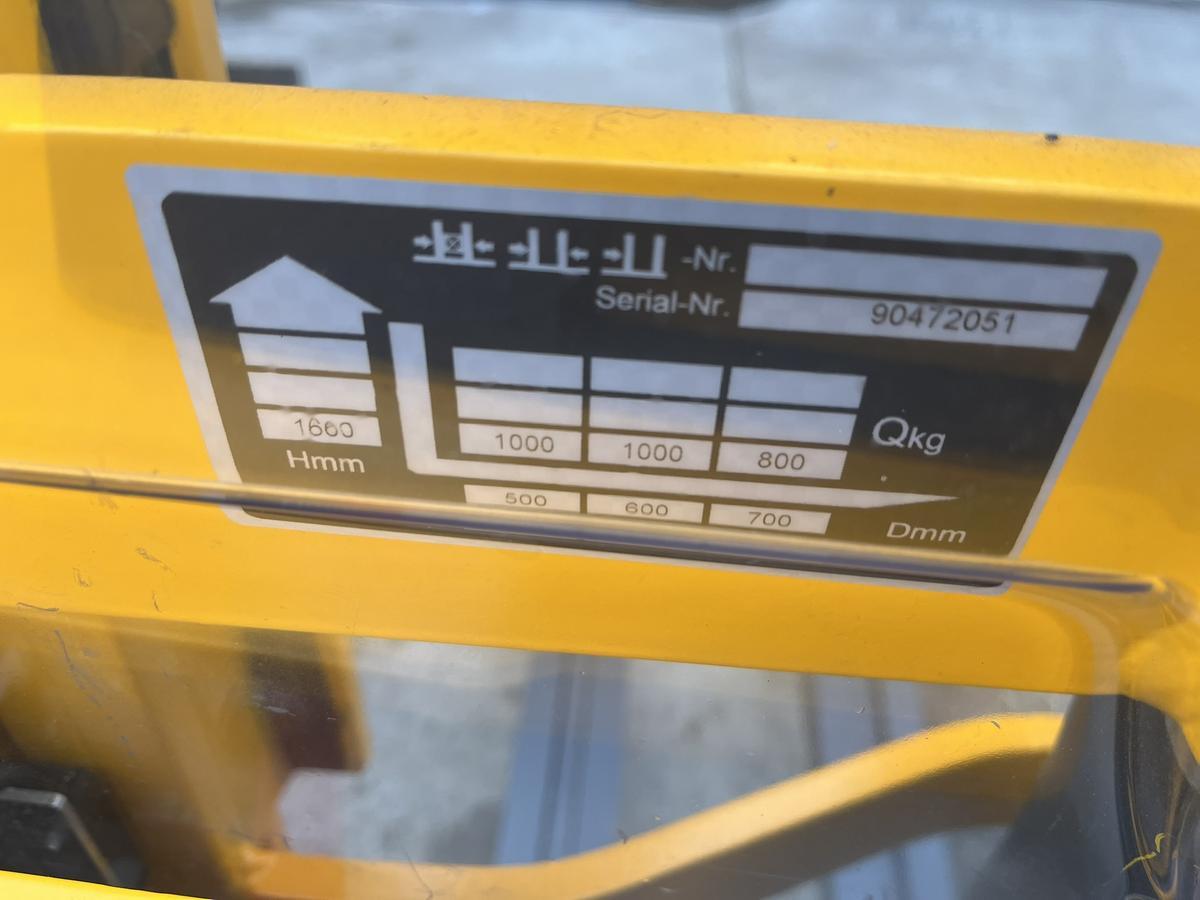 -Nr.
Serial-Nr. 90472051
1000 1000 800 Qkg
1660
Hmm
500 600 700 Dmm